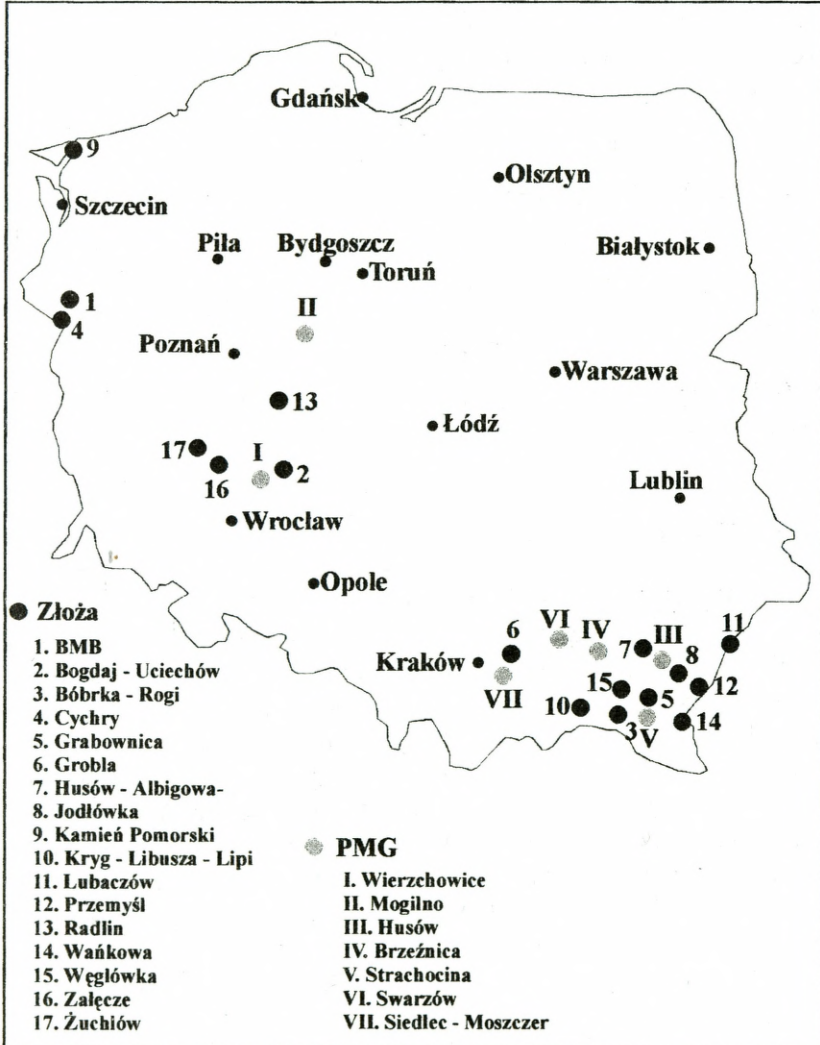 Gdańsk
9
Olsztyn
Szczecin
Piła
Bydgoszcz
Białystok
Toruń
1
II
4
Poznań
Warszawa
13
Łódź
17
I
2
16
Lublin
Wrocław
Opole
Złoża
1. BMB
2. Bogdaj - Uciechów
3. Bóbrka - Rogi
4. Cychry
5. Grabownica
6. Grobla
7. Husów - Albigowa-
8. Jodłówka
9. Kamień Pomorski
10. Kryg - Libusza - Lipi
11. Lubaczów
12. Przemyśl
13. Radlin
14. Wańkowa
15. Węglówka
16. Załęcze
17. Żuchiów
VI
IV
6
7
III
11
Kraków
8
VII
15
12
10
5
3
V
14
PMG
I. Wierzchowice
II. Mogilno
III. Husów
IV. Brzeźnica
V. Strachocina
VI. Swarzów
VII. Siedlec - Moszczer